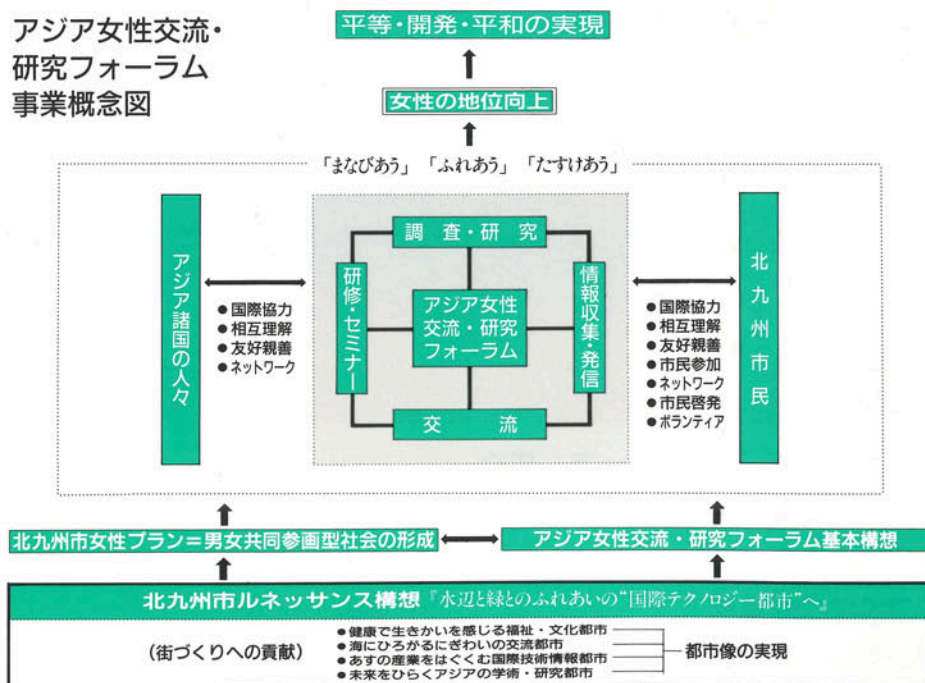 アジア女性交流・
研究フォーラム
事業概念図
平等・開発・平和の実現
女性の地位向上
「まなびあう」「ふれあう」「たすけあう」
アジア諸国の人々
●国際協力
●相互理解
●友好親善
●ネットワーク
調査・研究
研修・セミナー
アジア女性
交流・研究
フォーラム
情報収集・発信
交流
●国際協力
●相互理解
●友好親善
●市民参加
●ネットワーク
●市民啓発
●ボランティア
北九州市民
北九州市女性プラン=男女共同参画型社会の形成
アジア女性交流・研究フォーラム基本構想
北九州市ルネッサンス構想『水辺と緑とのふれあいの“国際テクノロジー都市”へ』
(街づくりへの貢献)
●健康で生きがいを感じる福祉・文化都市
●海にひろがるにぎわいの交流都市
●あすの産業をはぐくむ国際技術情報都市
●未来をひらくアジアの学術・研究都市
都市像の実現